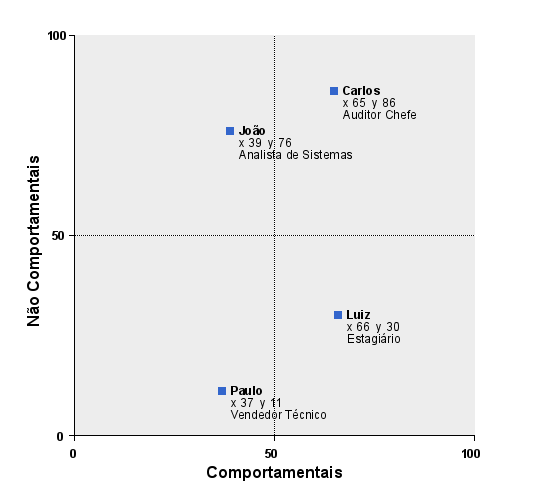 100
Carlos
x 65 y 86
Auditor Chefe
João
x 39 y 76
Analista de Sistemas
Não Comportamentais
50
Luiz
x 66 y 30
Estagiário
Paulo
x 37 y 11
Vendedor Técnico
0
0
50
100
Comportamentais